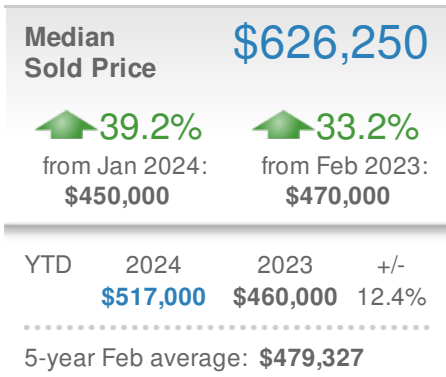 Median $626,250
Sold Price
39.2% 33.2%
from Jan 2024: from Feb 2023:
$450,000 $470,000
YTD 2024 2023 +/-
$517,000 $460,000 12.4%
5-year Feb average: $479,327